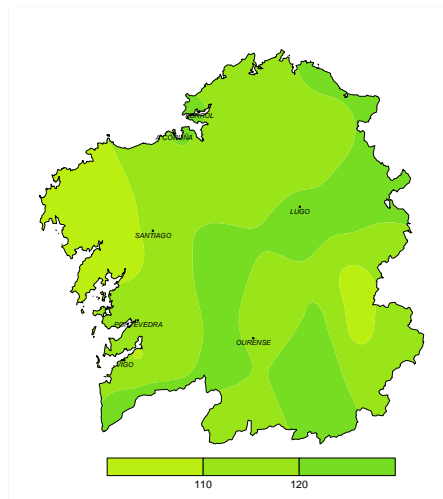 FERROL
A CORUÑA
LUGO
SANTIAGO
PONTEVEDRA
OURENSE
VIGO
110 120